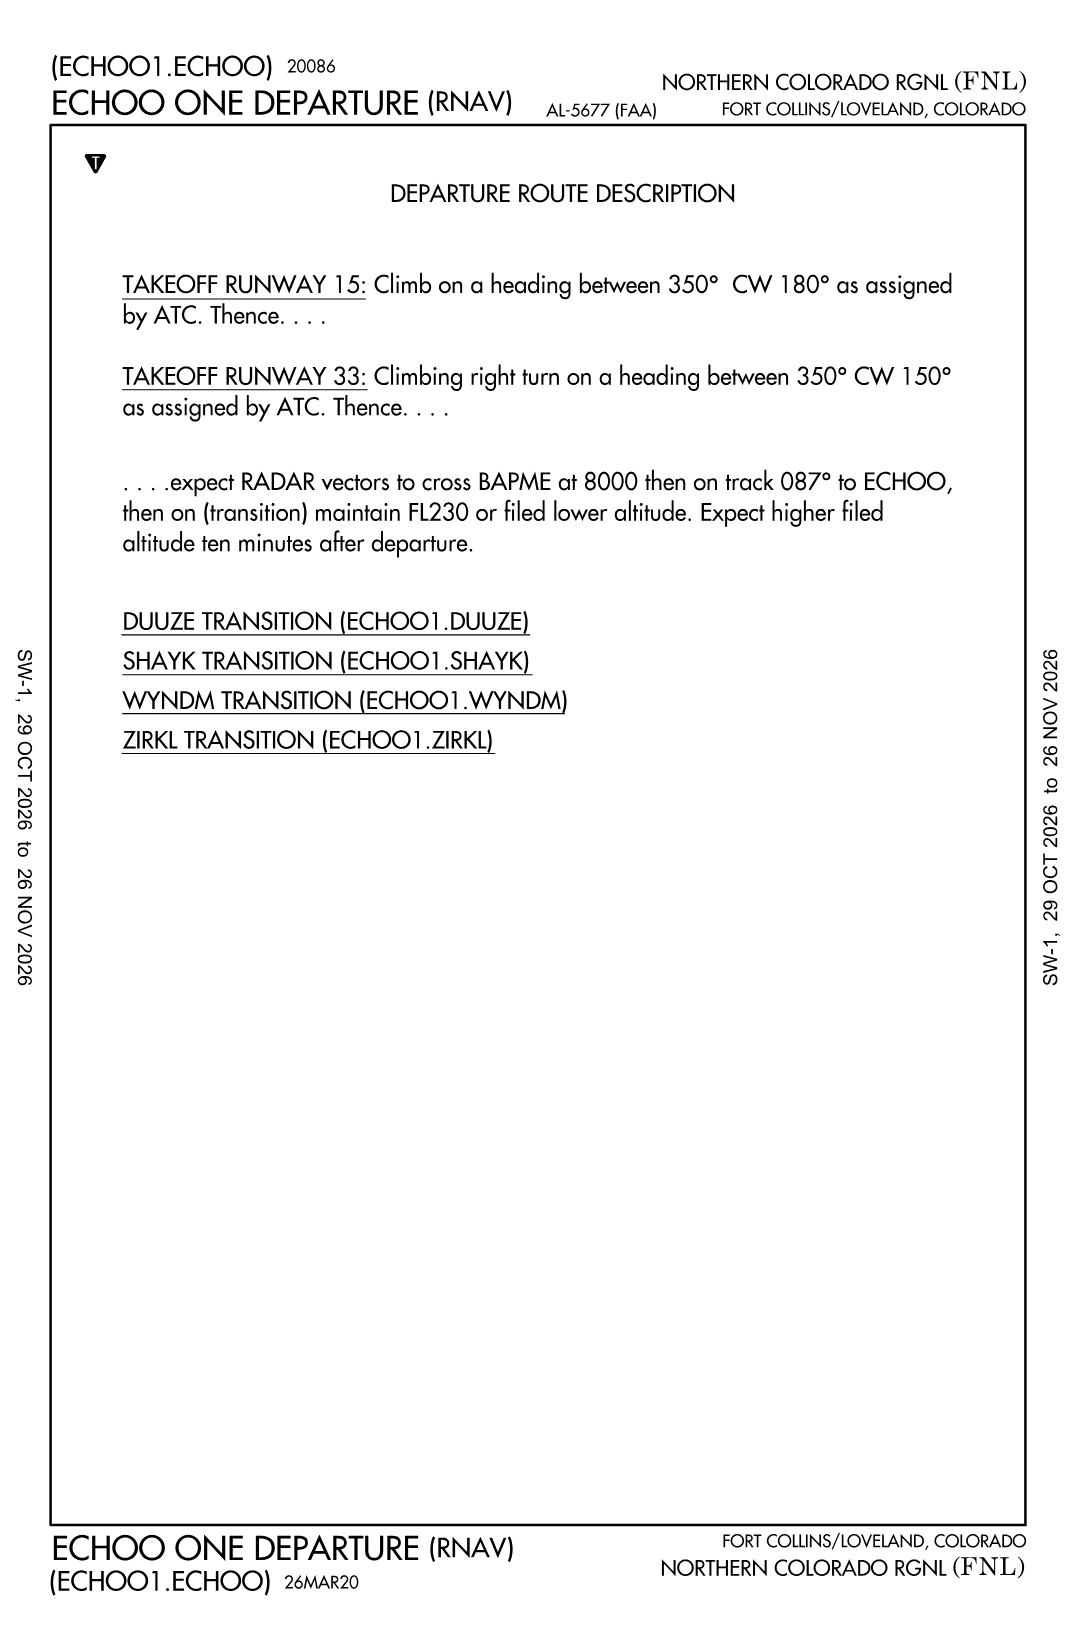 (ECHOO1.ECHOO) 20086
ECHOO ONE DEPARTURE (RNAV)
AL-5677 (FAA)
NORTHERN COLORADO RGNL (FNL)
FORT COLLINS/LOVELAND, COLORADO
T
DEPARTURE ROUTE DESCRIPTION
TAKEOFF RUNWAY 15: Climb on a heading between 350° CW 180° as assigned
by ATC. Thence. . . .
TAKEOFF RUNWAY 33: Climbing right turn on a heading between 350° CW 150°
as assigned by ATC. Thence. . . .
. . . .expect RADAR vectors to cross BAPME at 8000 then on track 087° to ECHOO,
then on (transition) maintain FL230 or filed lower altitude. Expect higher filed
altitude ten minutes after departure.
DUUZE TRANSITION (ECHOO1.DUUZE)
SHAYK TRANSITION (ECHOO1.SHAYK)
WYNDM TRANSITION (ECHOO1.WYNDM)
ZIRKL TRANSITION (ECHOO1.ZIRKL)
SW-1, 29 OCT 2026 to 26 NOV 2026
SW-1, 29 OCT 2026 to 26 NOV 2026
ECHOO ONE DEPARTURE (RNAV)
(ECHOO1.ECHOO) 26MAR20
FORT COLLINS/LOVELAND, COLORADO
NORTHERN COLORADO RGNL (FNL)